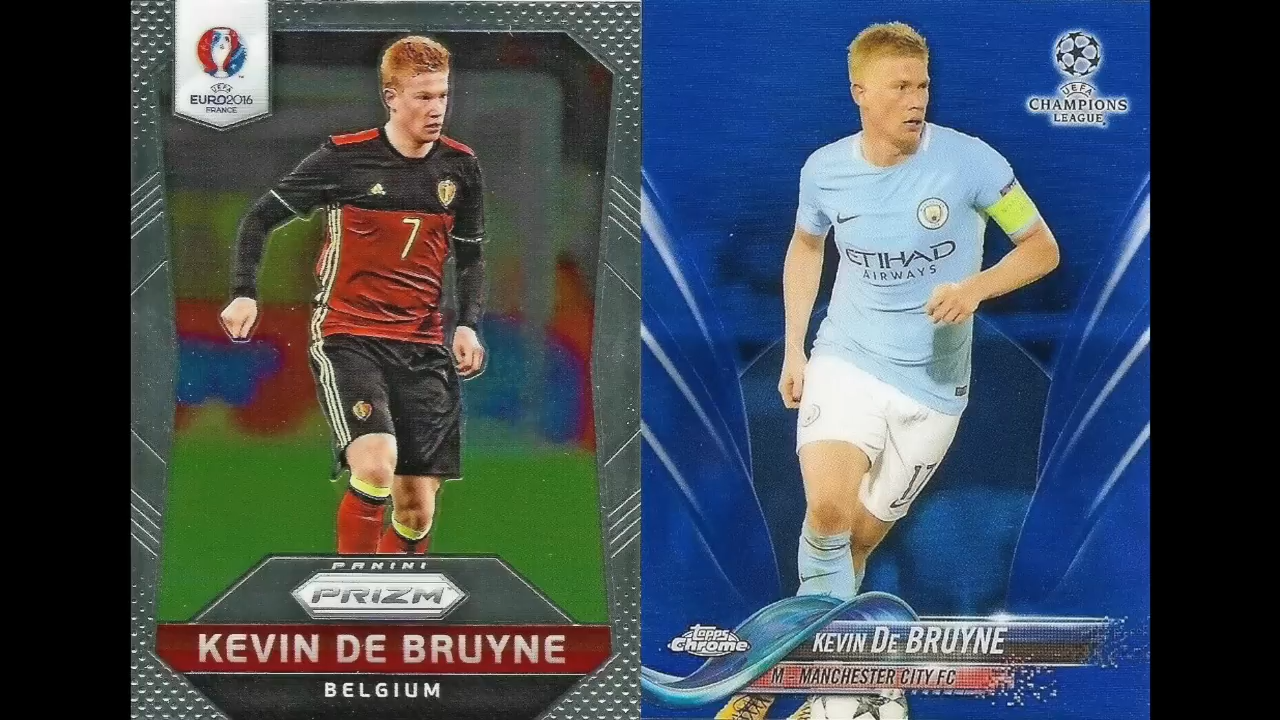 UEFA
EURO2016
FRANCE
7
PANINI
PRIZM
KEVIN DE BRUYNE
BELGIUM
UEFA
CHAMPIONS
LEAGUE
ETIHAD
AIRWAYS
17
Topps
Chrome
KEVIN DE BRUYNE
M - MANCHESTER CITY FC